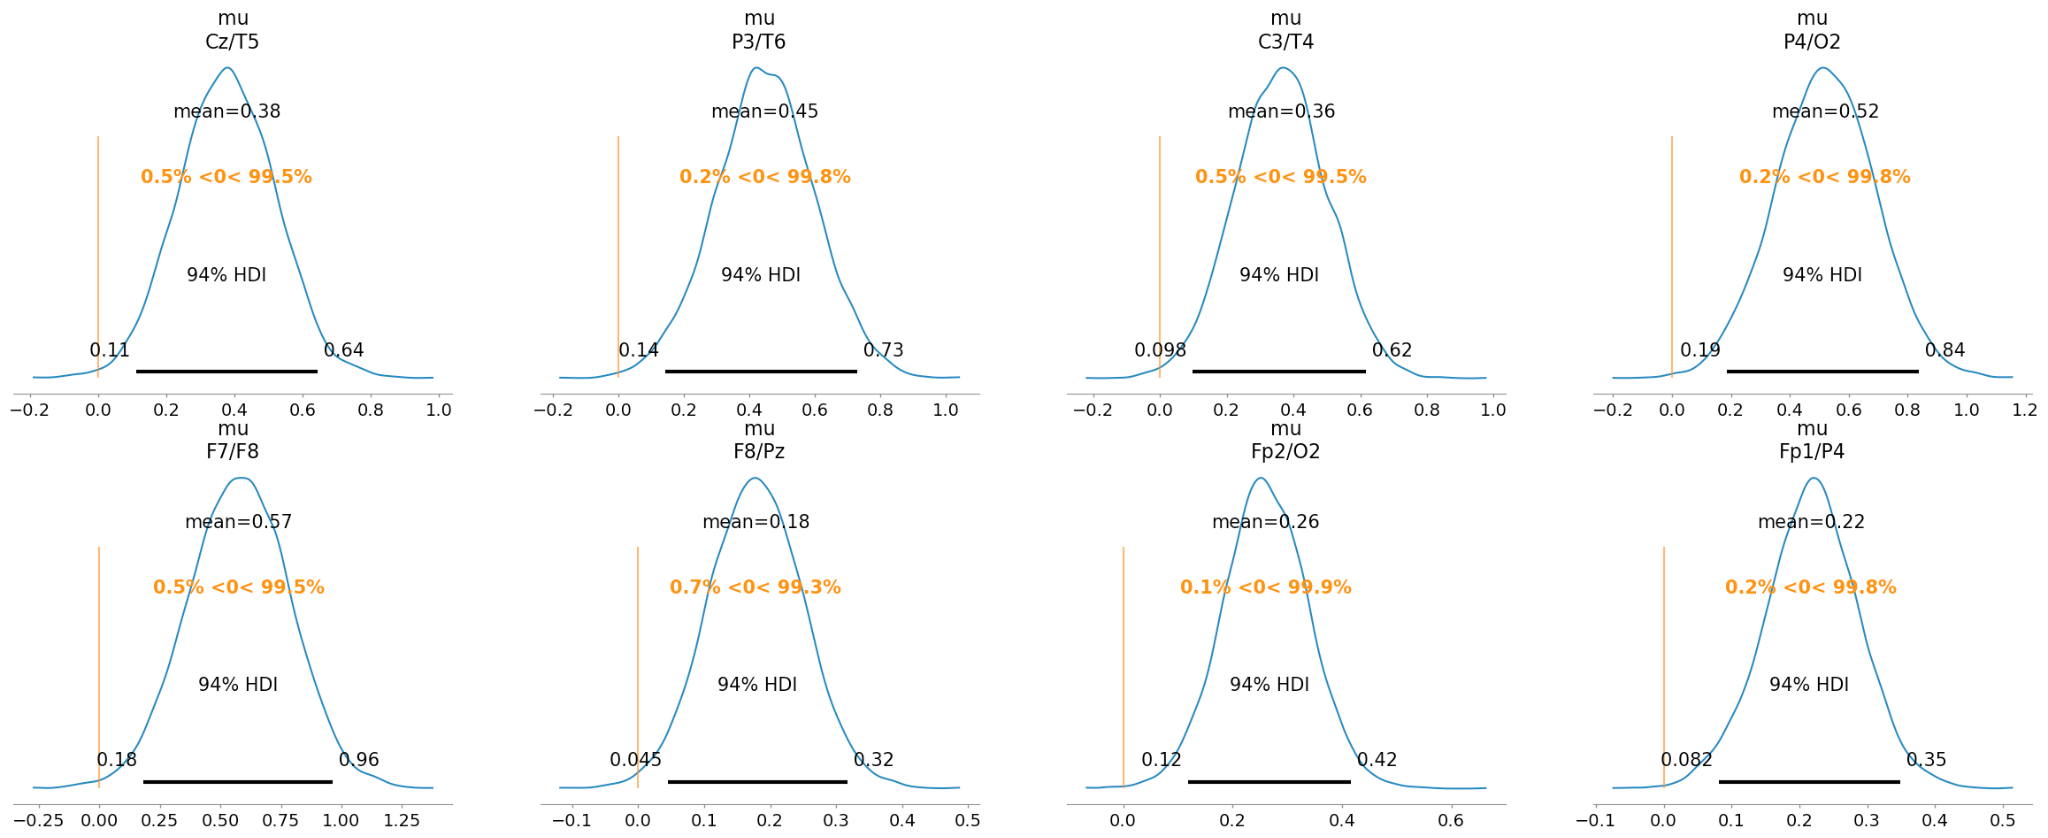 mu
Cz/T5
mean=0.38
0.5% <0< 99.5%
94% HDI
0.11 0.64
−0.2 0.0 0.2 0.4 0.6 0.8 1.0
mu
P3/T6
mean=0.45
0.2% <0< 99.8%
94% HDI
0.14 0.73
−0.2 0.0 0.2 0.4 0.6 0.8 1.0
mu
C3/T4
mean=0.36
0.5% <0< 99.5%
94% HDI
0.098 0.62
−0.2 0.0 0.2 0.4 0.6 0.8 1.0
mu
P4/O2
mean=0.52
0.2% <0< 99.8%
94% HDI
0.19 0.84
−0.2 0.0 0.2 0.4 0.6 0.8 1.0 1.2
mu
F7/F8
mean=0.57
0.5% <0< 99.5%
94% HDI
0.18 0.96
−0.25 0.00 0.25 0.50 0.75 1.00 1.25
mu
F8/Pz
mean=0.18
0.7% <0< 99.3%
94% HDI
0.045 0.32
−0.1 0.0 0.1 0.2 0.3 0.4 0.5
mu
Fp2/O2
mean=0.26
0.1% <0< 99.9%
94% HDI
0.12 0.42
0.0 0.2 0.4 0.6
mu
Fp1/P4
mean=0.22
0.2% <0< 99.8%
94% HDI
0.082 0.35
−0.1 0.0 0.1 0.2 0.3 0.4 0.5